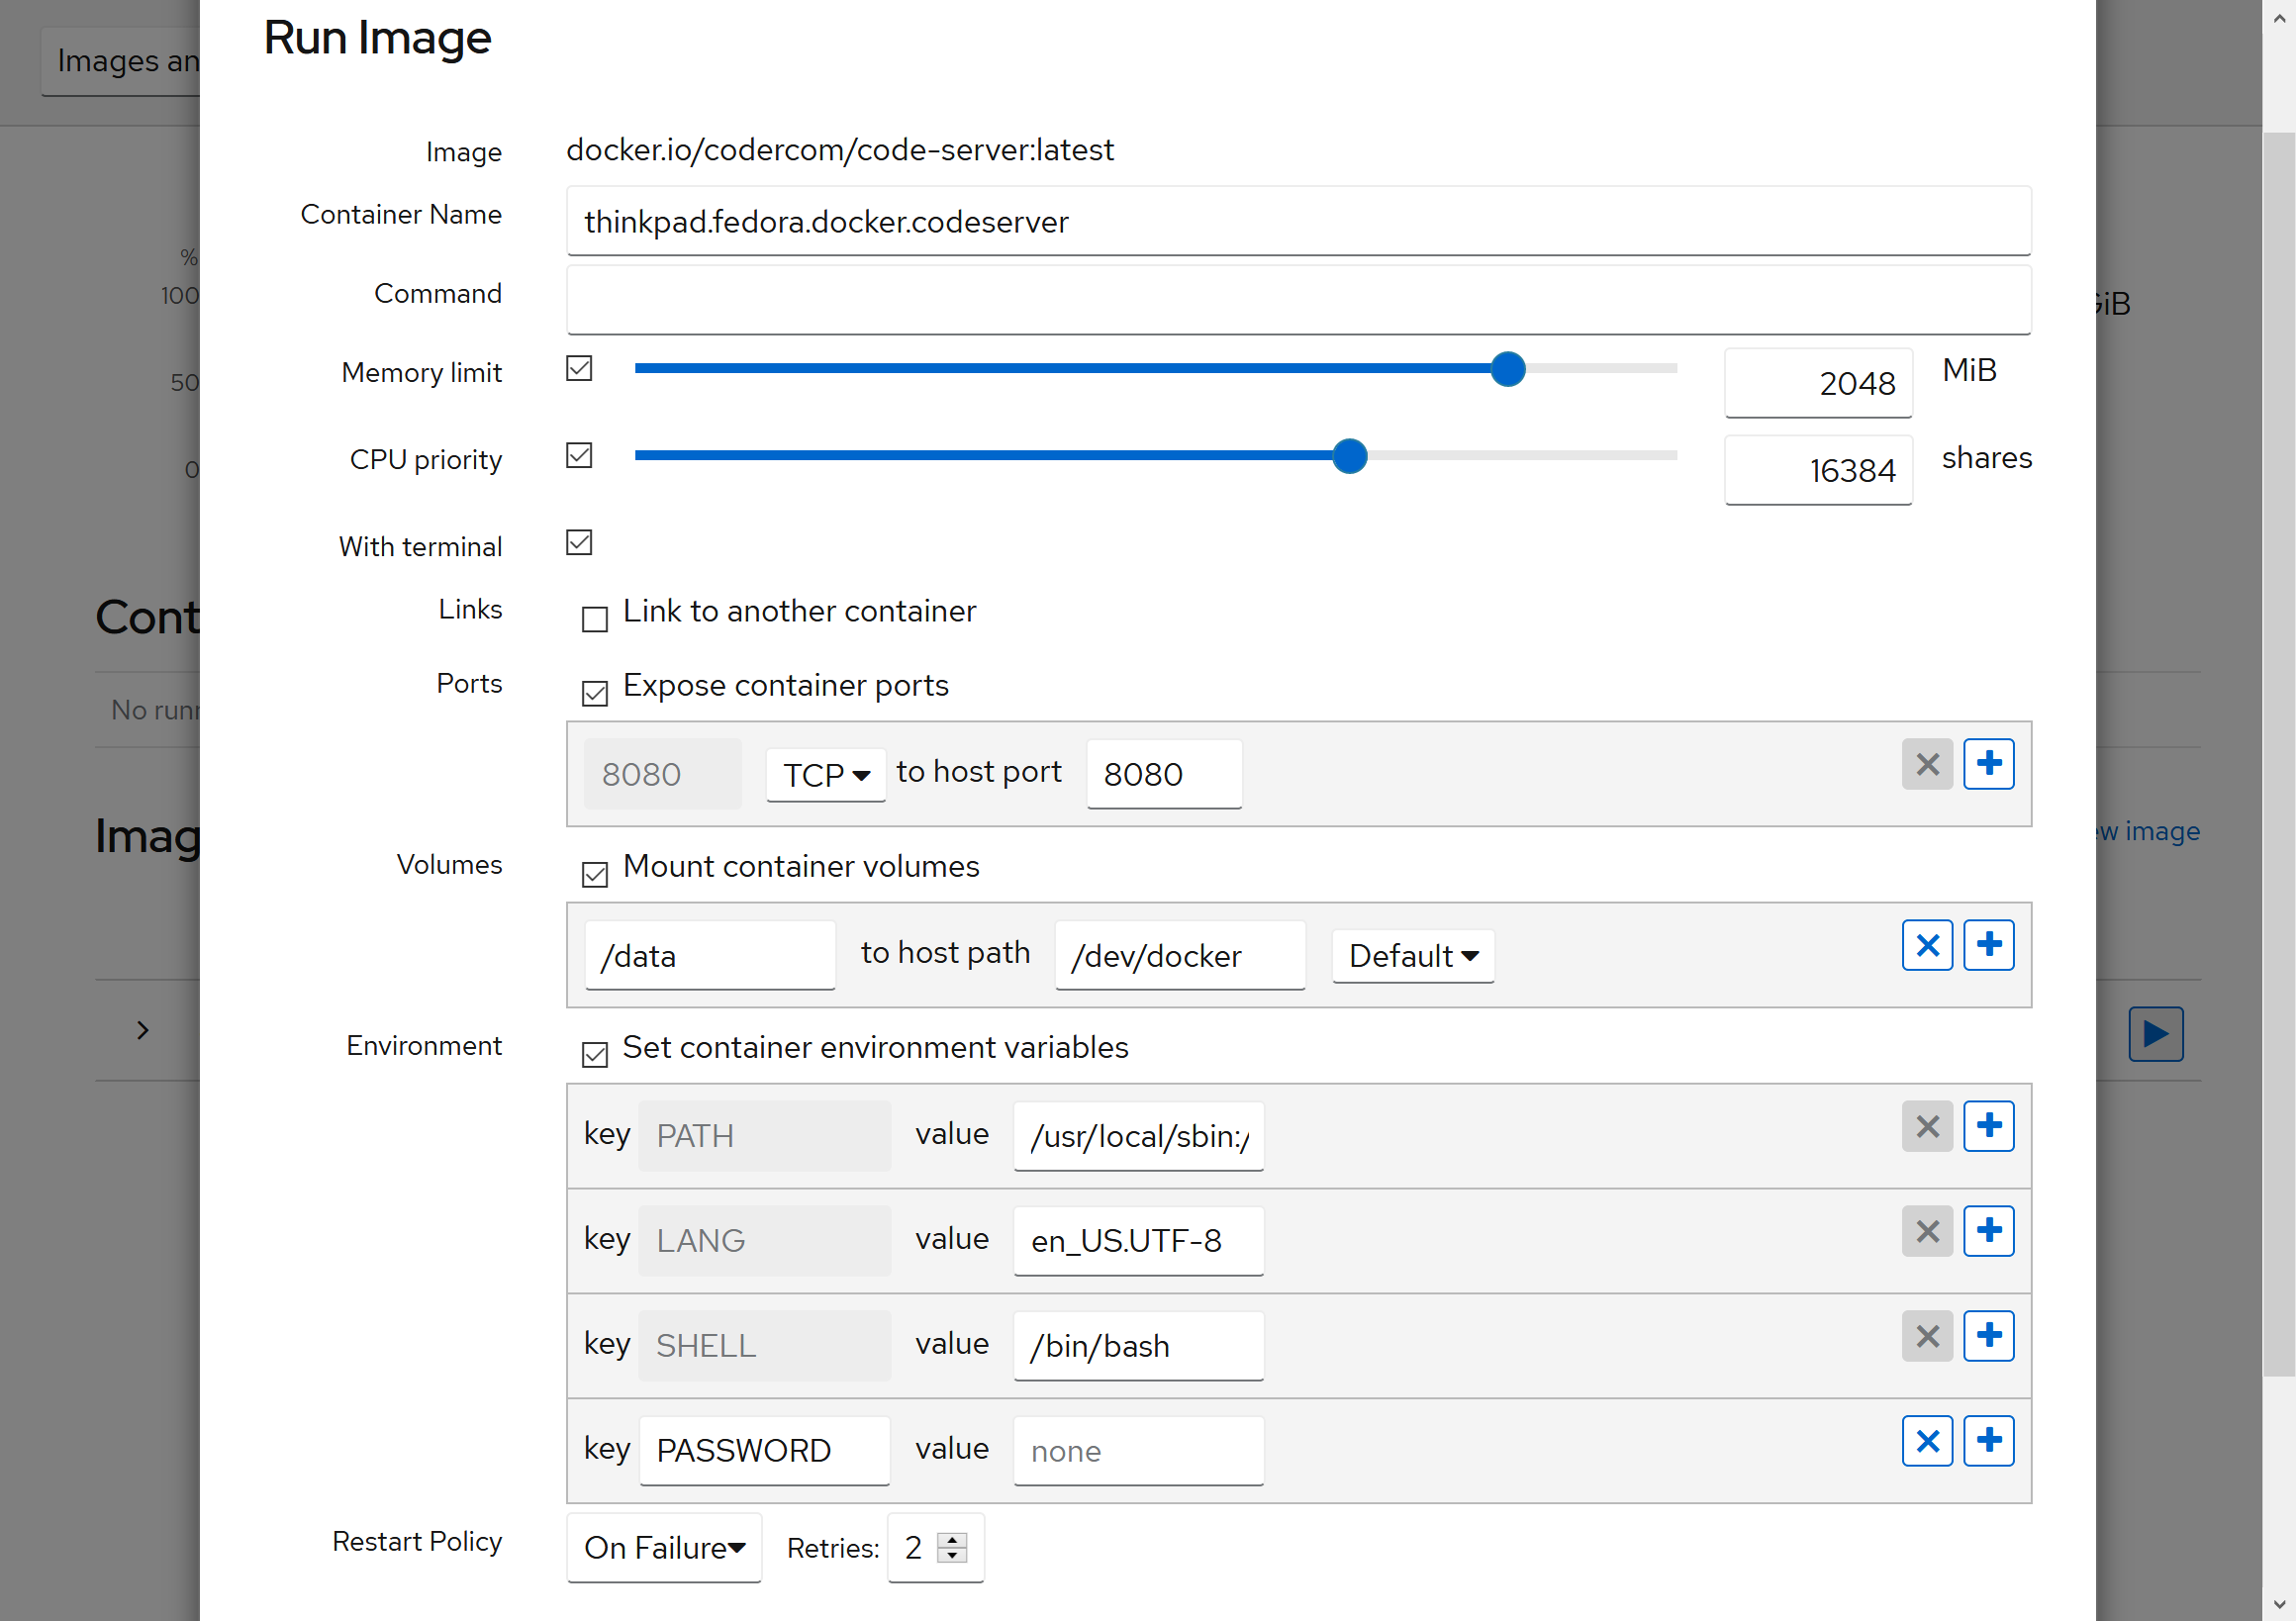 Run Image
Images an
Image docker.io/codercom/code-server:latest
Container Name thinkpad.fedora.docker.codeserver
Command
%
100
50
0
GiB
Memory limit 2048 MiB
CPU priority 16384 shares
With terminal
Links Link to another container
Cont
Ports Expose container ports
No runn
8080 TCP to host port 8080
Imag
ew image
Volumes Mount container volumes
/data to host path /dev/docker Default
Environment Set container environment variables
key PATH value /usr/local/sbin:/
key LANG value en_US.UTF-8
key SHELL value /bin/bash
key PASSWORD value none
Restart Policy On Failure Retries: 2